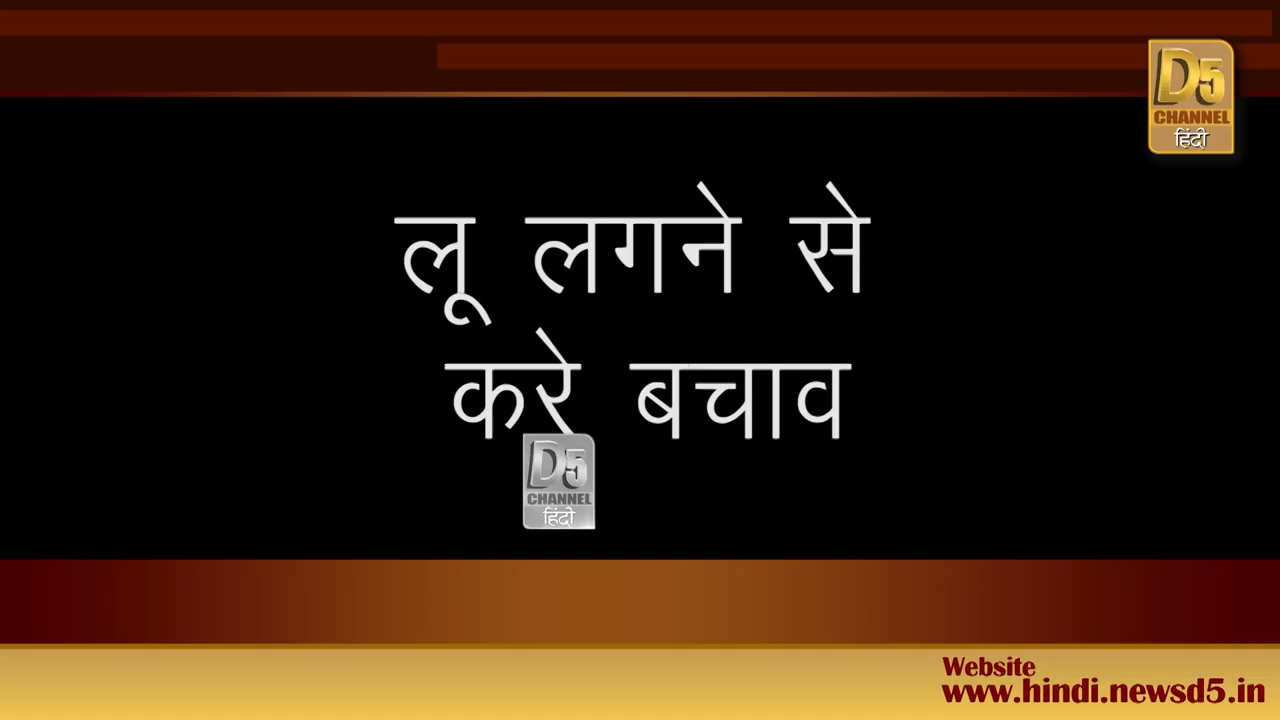 D5
CHANNEL
हिंदी
लू लगने से
करे बचाव
D5
CHANNEL
हिंदी
Website
www.hindi.newsd5.in